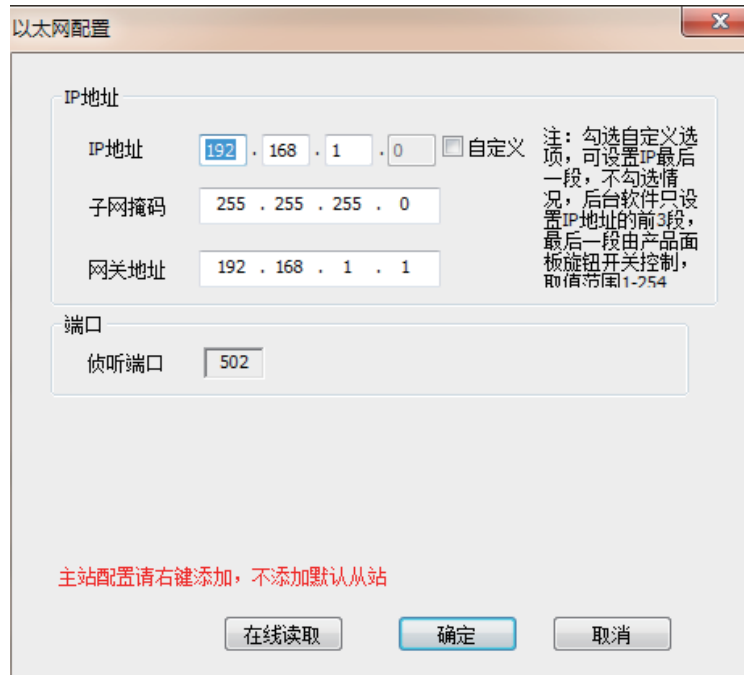 以太网配置
IP地址
IP地址 192 . 168 . 1 . 0 自定义
注：勾选自定义选
项，可设置IP最后
一段，不勾选情
况，后台软件只设
置IP地址的前3段，
最后一段由产品面
板旋钮开关控制，
取值范围1-254
子网掩码 255 . 255 . 255 . 0
网关地址 192 . 168 . 1 . 1
端口
侦听端口 502
主站配置请右键添加，不添加默认从站
在线读取 确定 取消